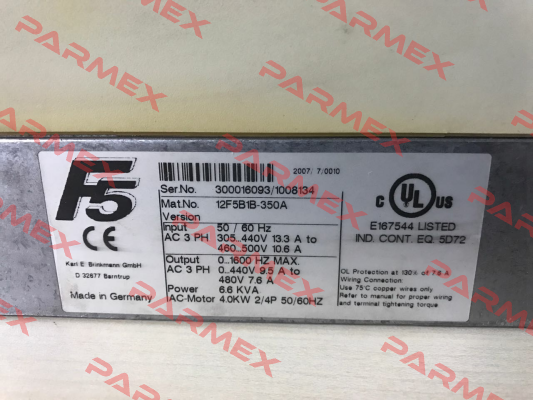 PARMEX
F5
CE
Karl E. Brinkmann GmbH
D 32677 Barntrup
Made in Germany
2007/ 7/0010
Ser.No. 300016093/1008134
Mat.No. 12F5B1B-350A
Version
Input 50 / 60 Hz
AC 3 PH 305..440V 13.3 A to
460..500V 10.6 A
Output 0...1600 HZ MAX.
AC 3 PH 0..440V 9.5 A to
480V 7.6 A
Power 6.6 KVA
AC-Motor 4.0KW 2/4P 50/60HZ
c UL US
E167544 LISTED
IND. CONT. EQ. 5D72
OL Protection at 130% of 7.6 A
Wiring Connection:
Use 75°C copper wires only
Refer to manual for proper wiring
and terminal tightening torque